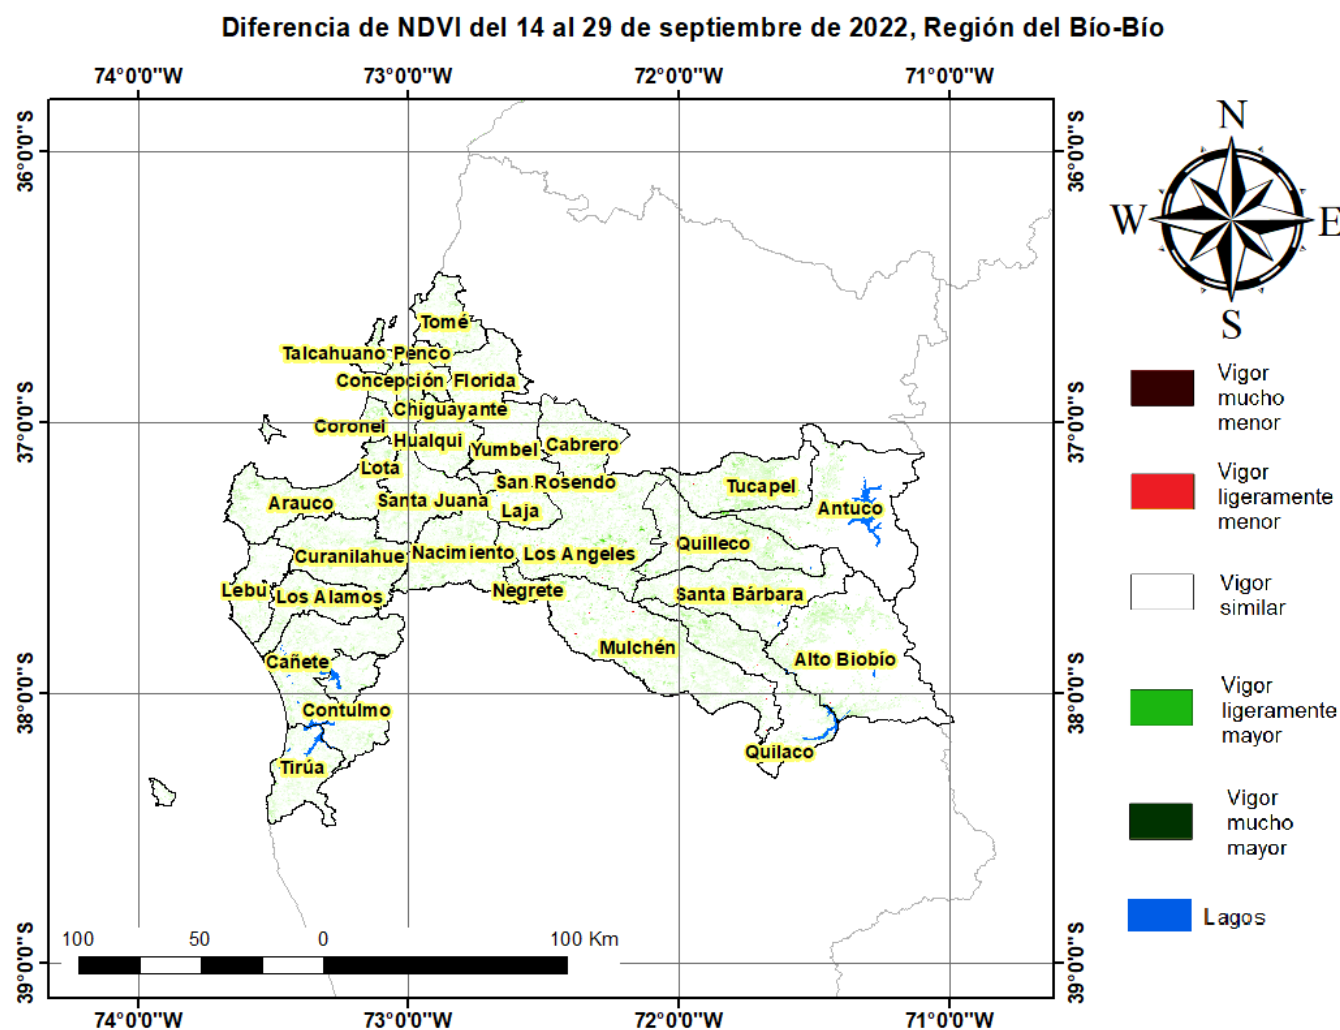 Diferencia de NDVI del 14 al 29 de septiembre de 2022, Región del Bío-Bío
74°0'0"W 73°0'0"W 72°0'0"W 71°0'0"W
36°0'0"S 36°0'0"S
N
W E
S
Tomé
Talcahuano Penco
Concepción Florida
Chiguayante
Coronel
Hualqui
Yumbel
Cabrero
37°0'0"S 37°0'0"S
Lota
San Rosendo
Tucapel
Arauco
Santa Juana
Laja
Antuco
Curanilahue
Nacimiento
Los Angeles
Quilleco
Lebu
Los Alamos
Negrete
Santa Bárbara
Cañete
Mulchén
Alto Biobío
38°0'0"S 38°0'0"S
Contulmo
Quilaco
Tirúa
Vigor
mucho
menor
Vigor
ligeramente
menor
Vigor
similar
Vigor
ligeramente
mayor
Vigor
mucho
mayor
Lagos
100 50 0 100 Km
39°0'0"S 39°0'0"S
74°0'0"W 73°0'0"W 72°0'0"W 71°0'0"W